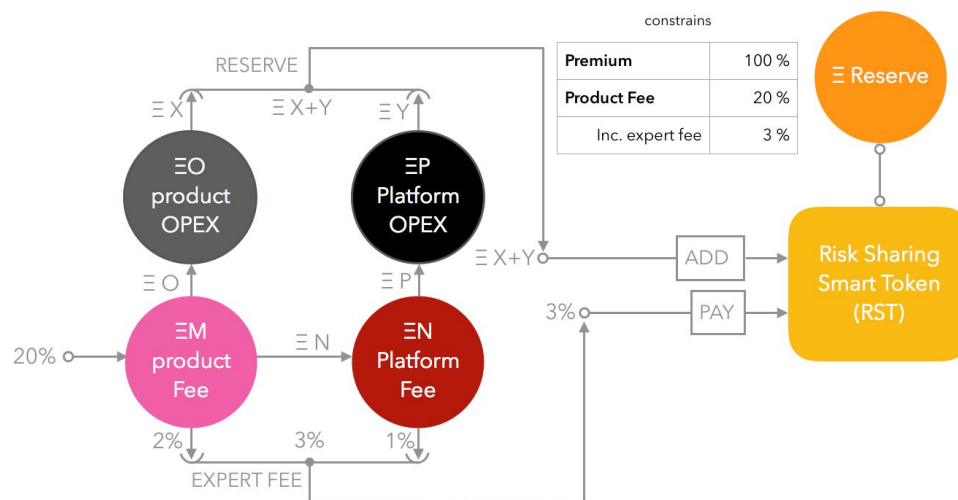 constrains
Premium 100 %
Product Fee 20 %
Inc. expert fee 3 %
Ξ Reserve
RESERVE
Ξ X+Y
Ξ X
Ξ Y
ΞO
product
OPEX
ΞP
Platform
OPEX
Ξ X+Y
ADD
Risk Sharing
Smart Token
(RST)
Ξ O
Ξ P
3%
PAY
20%
ΞM
product
Fee
Ξ N
ΞN
Platform
Fee
2%
3%
1%
EXPERT FEE